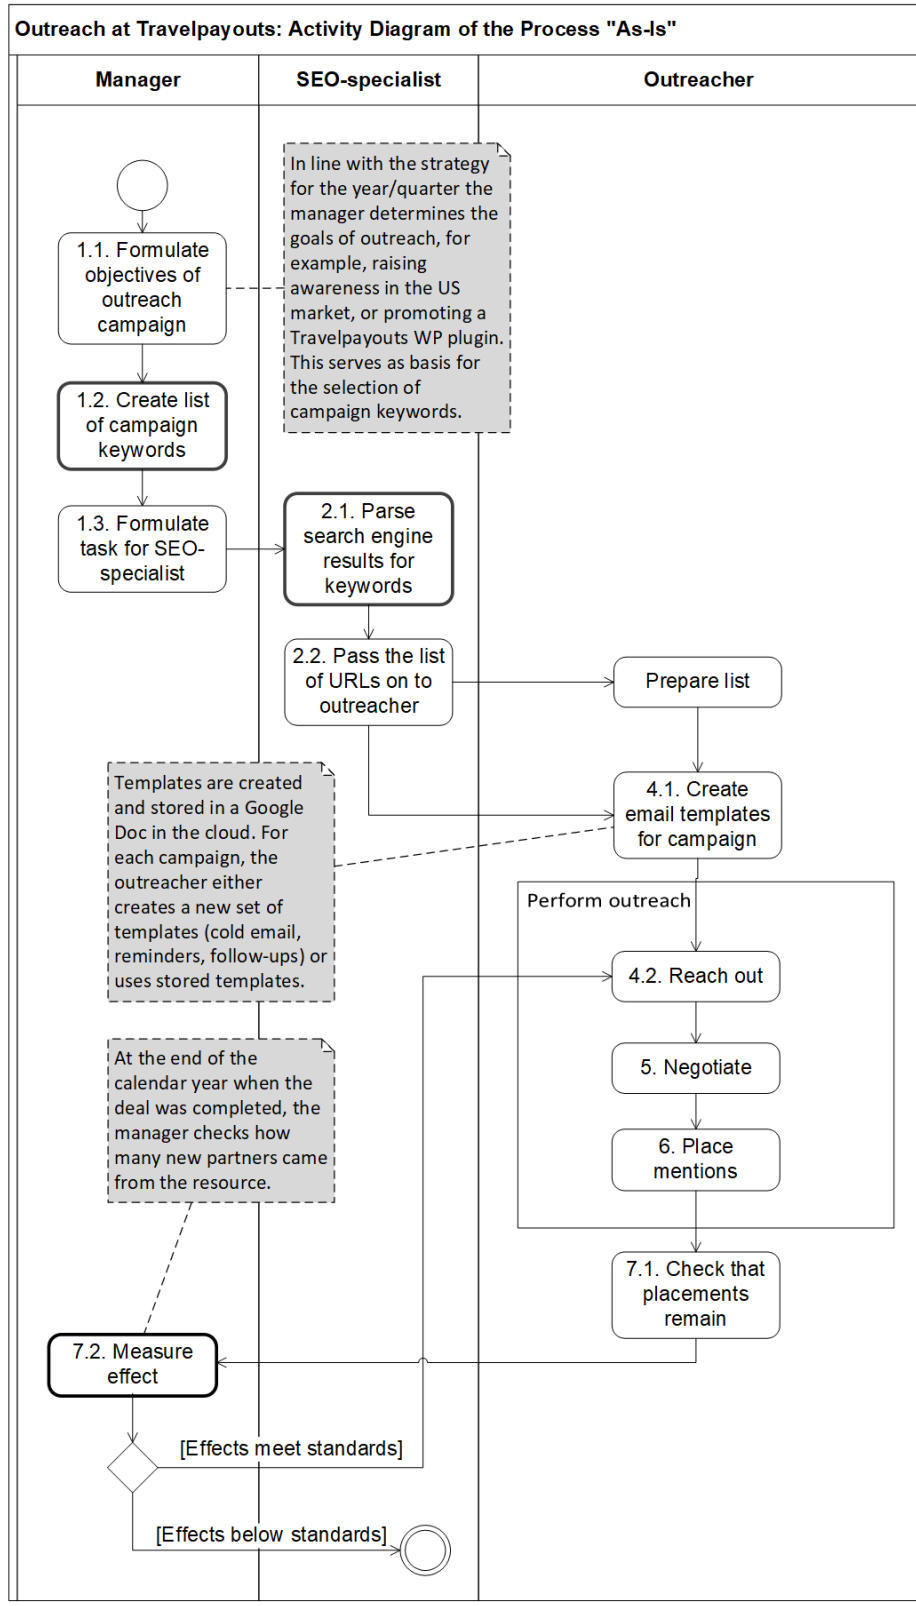 Outreach at Travelpayouts: Activity Diagram of the Process "As-Is"
Manager
SEO-specialist
Outreacher
In line with the strategy
for the year/quarter the
manager determines the
goals of outreach, for
example, raising
awareness in the US
market, or promoting a
Travelpayouts WP plugin.
This serves as basis for
the selection of
campaign keywords.
1.1. Formulate
objectives of
outreach
campaign
1.2. Create list
of campaign
keywords
1.3. Formulate
task for SEO-
specialist
2.1. Parse
search engine
results for
keywords
2.2. Pass the list
of URLs on to
outreacher
Prepare list
Templates are created
and stored in a Google
Doc in the cloud. For
each campaign, the
outreacher either
creates a new set of
templates (cold email,
reminders, follow-ups) or
uses stored templates.
4.1. Create
email templates
for campaign
Perform outreach
4.2. Reach out
5. Negotiate
6. Place
mentions
At the end of the
calendar year when the
deal was completed, the
manager checks how
many new partners came
from the resource.
7.1. Check that
placements
remain
7.2. Measure
effect
[Effects meet standards]
[Effects below standards]